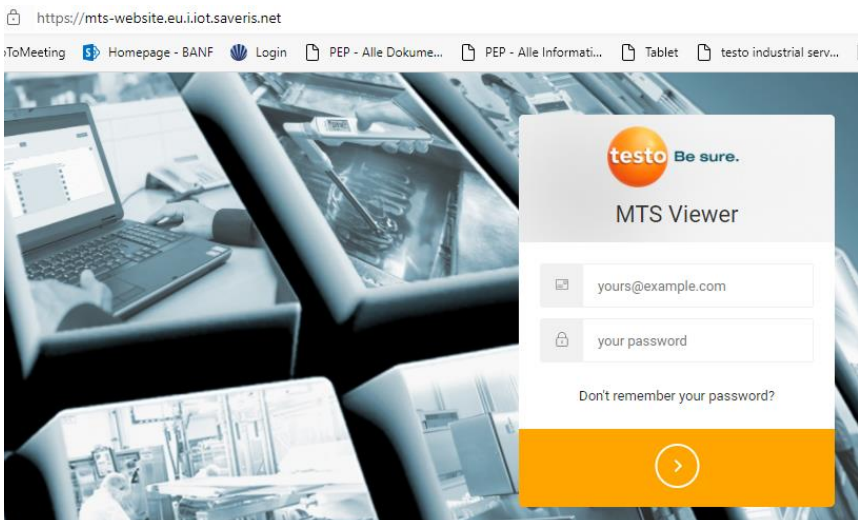 https://mts-website.eu.i.iot.saveris.net
oToMeeting Homepage - BANF Login PEP - Alle Dokume... PEP - Alle Informati... Tablet testo industrial serv...
testo Be sure.
MTS Viewer
yours@example.com
your password
Don't remember your password?